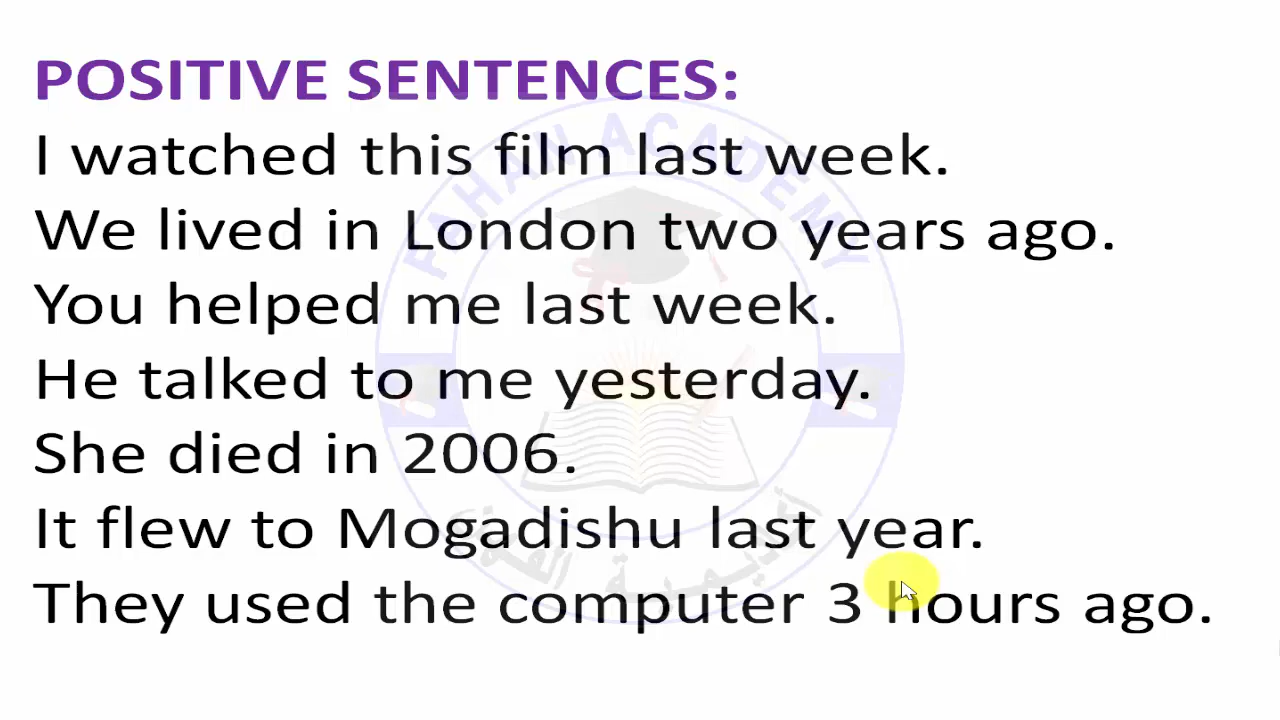 POSITIVE SENTENCES:
I watched this film last week.
We lived in London two years ago.
You helped me last week.
He talked to me yesterday.
She died in 2006.
It flew to Mogadishu last year.
They used the computer 3 hours ago.
FAHAN ACADEMY